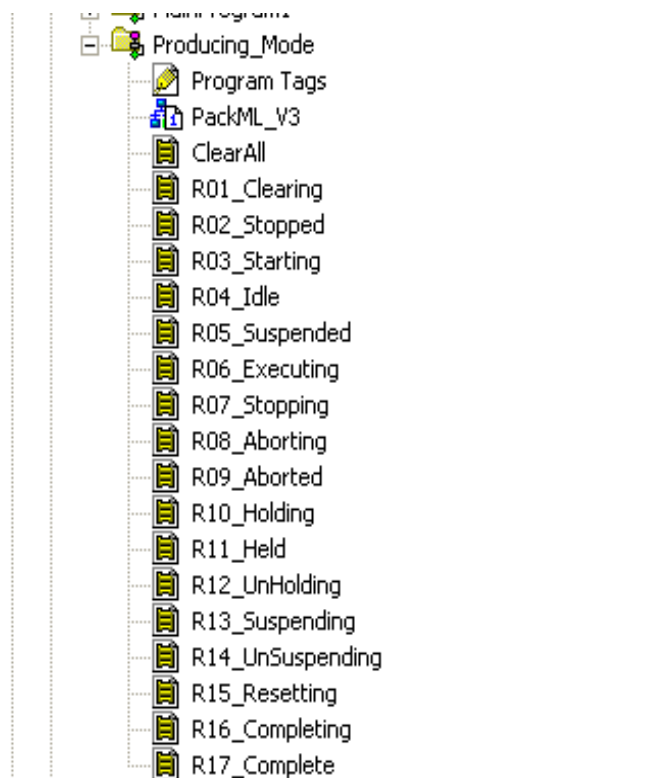 MainProgram1
Producing_Mode
Program Tags
PackML_V3
ClearAll
R01_Clearing
R02_Stopped
R03_Starting
R04_Idle
R05_Suspended
R06_Executing
R07_Stopping
R08_Aborting
R09_Aborted
R10_Holding
R11_Held
R12_UnHolding
R13_Suspending
R14_UnSuspending
R15_Resetting
R16_Completing
R17_Complete